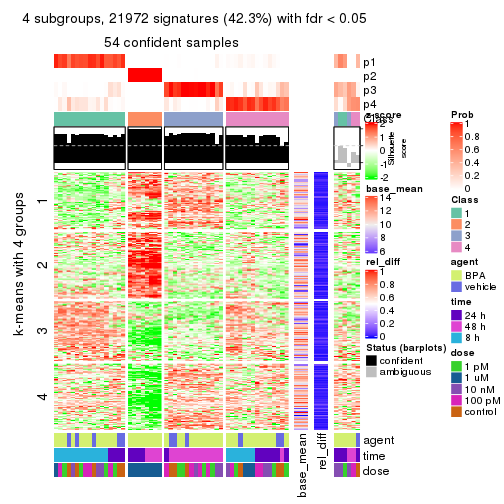 4 subgroups, 21972 signatures (42.3%) with fdr < 0.05
54 confident samples
p1
p2
p3
p4
Class
Silhouette
score
k-means with 4 groups
1
2
3
4
agent
time
dose
base_mean
rel_diff
z-score
2
1
0
-1
-2
base_mean
14
12
10
8
6
rel_diff
1
0.8
0.6
0.4
0.2
0
Status (barplots)
confident
ambiguous
Prob
1
0.8
0.6
0.4
0.2
0
Class
1
2
3
4
agent
BPA
vehicle
time
24 h
48 h
8 h
dose
1 pM
1 uM
10 nM
100 pM
control